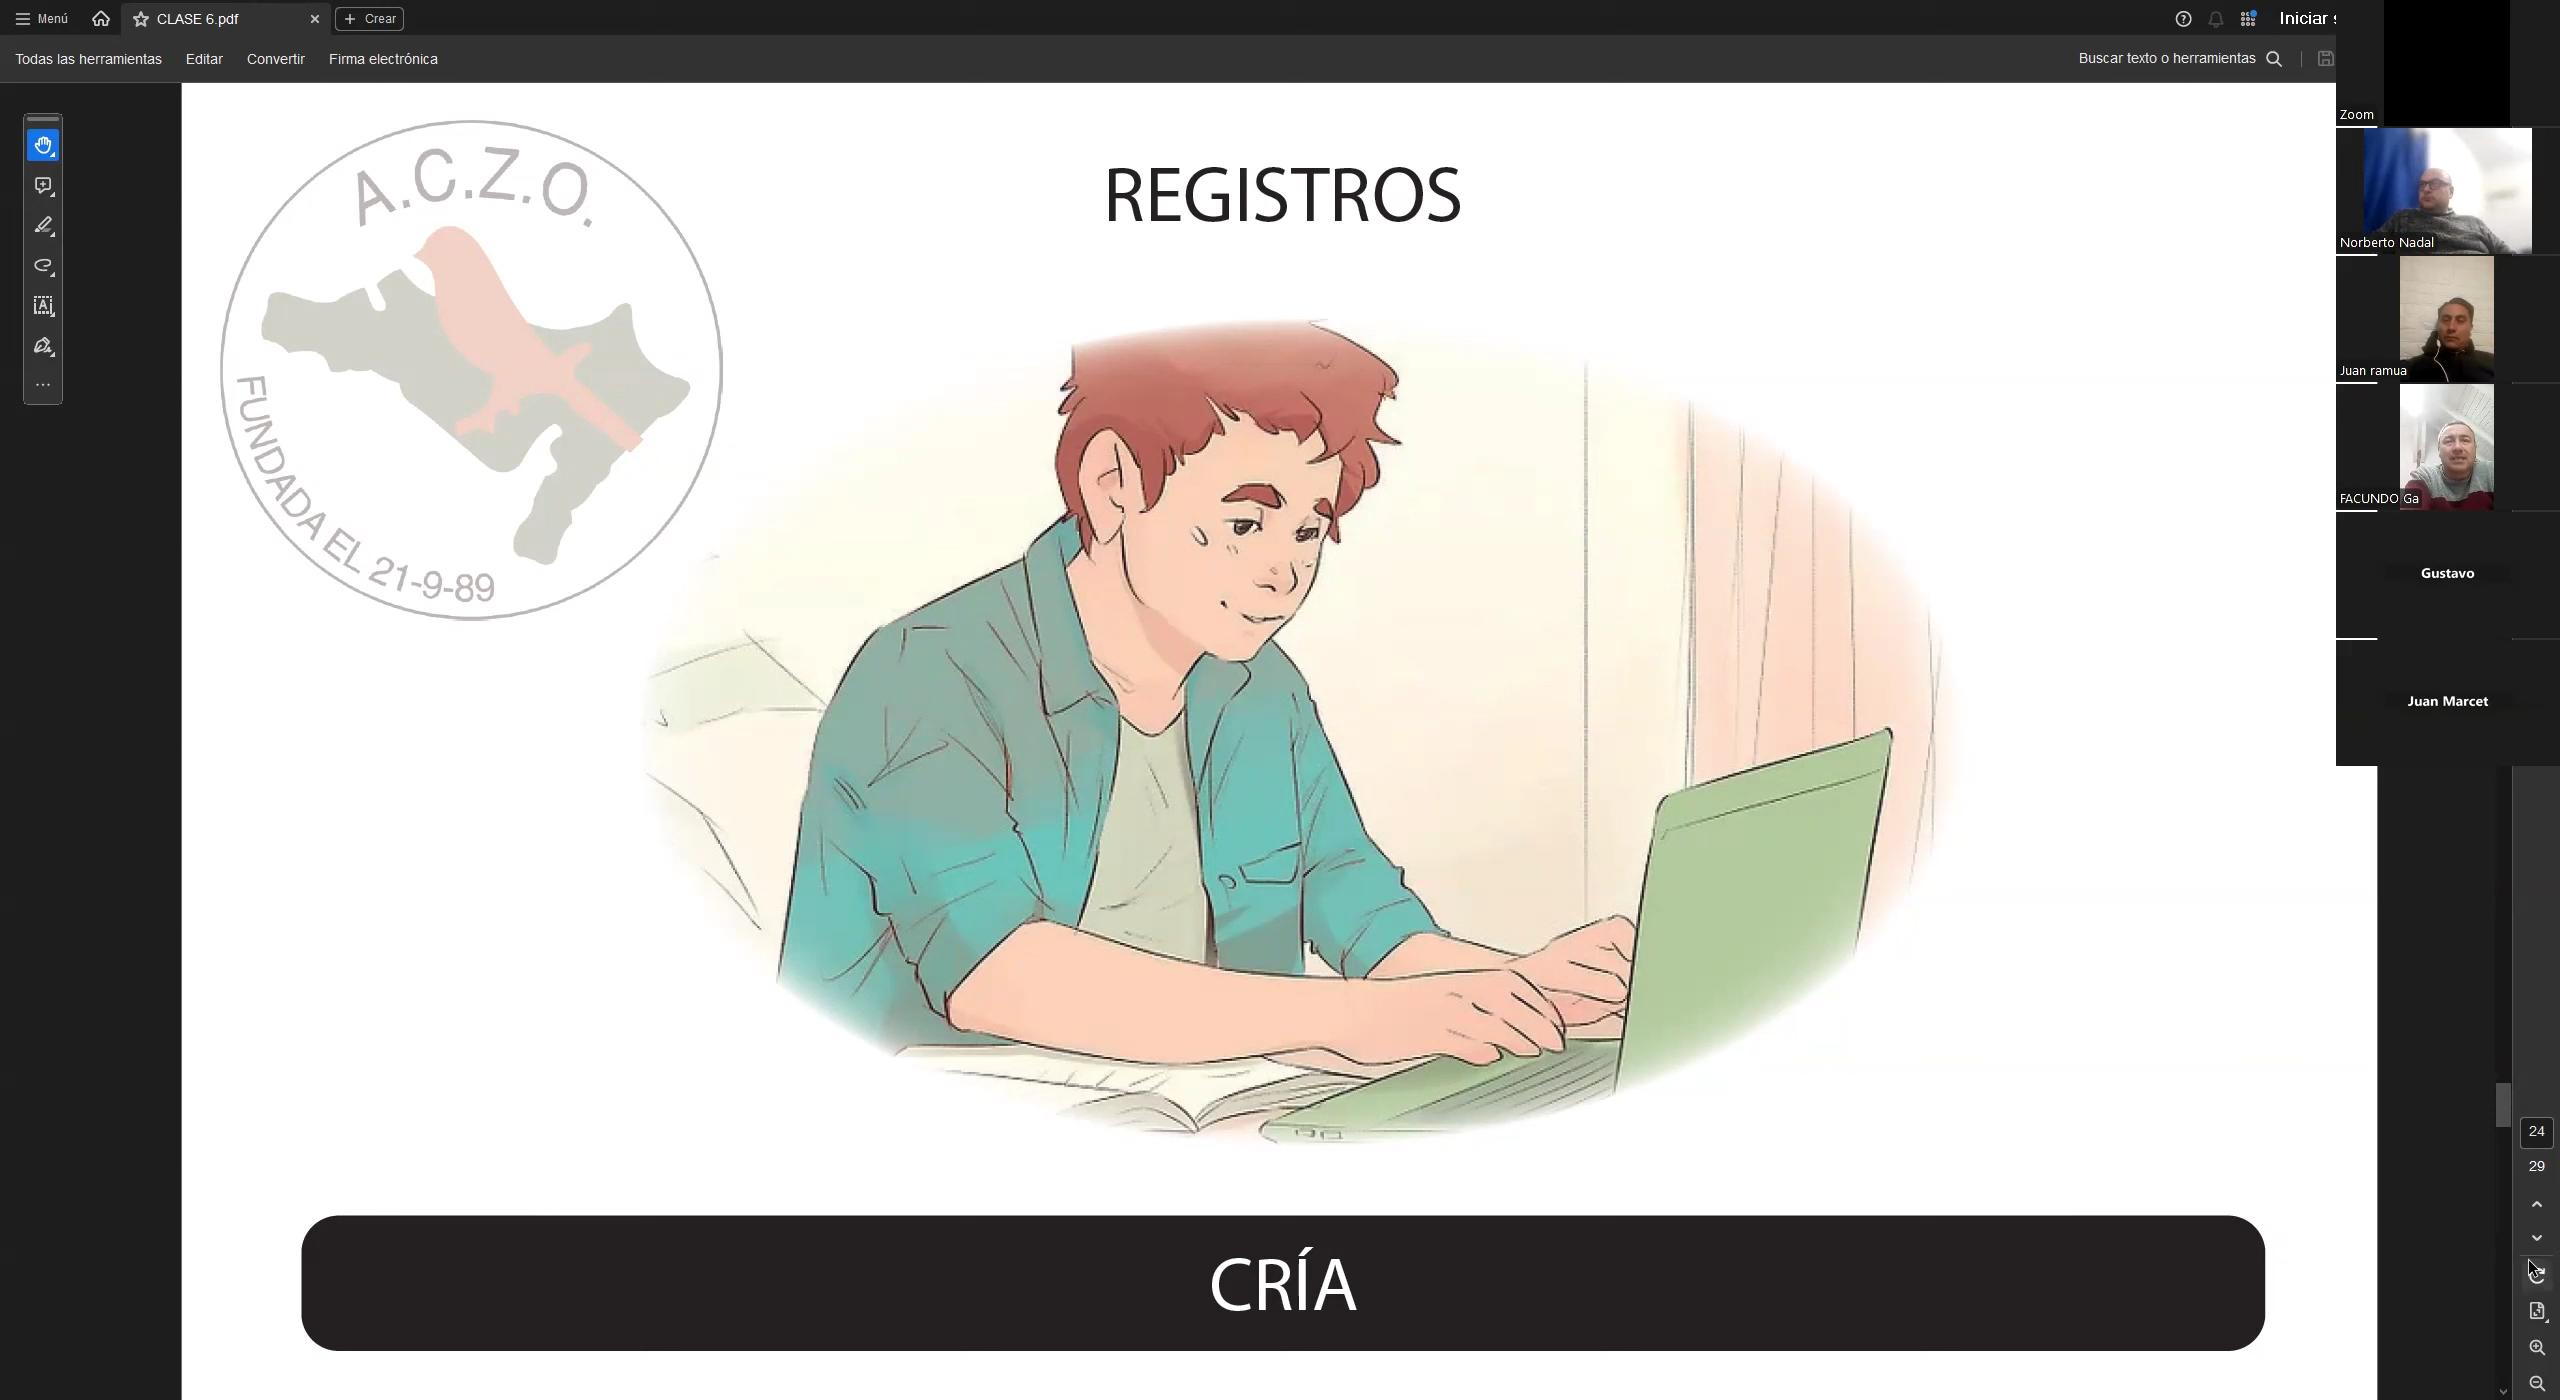 Menú
CLASE 6.pdf
Crear
Iniciar s
Todas las herramientas
Editar
Convertir
Firma electrónica
Buscar texto o herramientas
A.C.Z.O.
FUNDADA EL 21-9-89
REGISTROS
CRÍA
Zoom
Norberto Nadal
Juan ramua
FACUNDO Ga
Gustavo
Juan Marcet
24
29